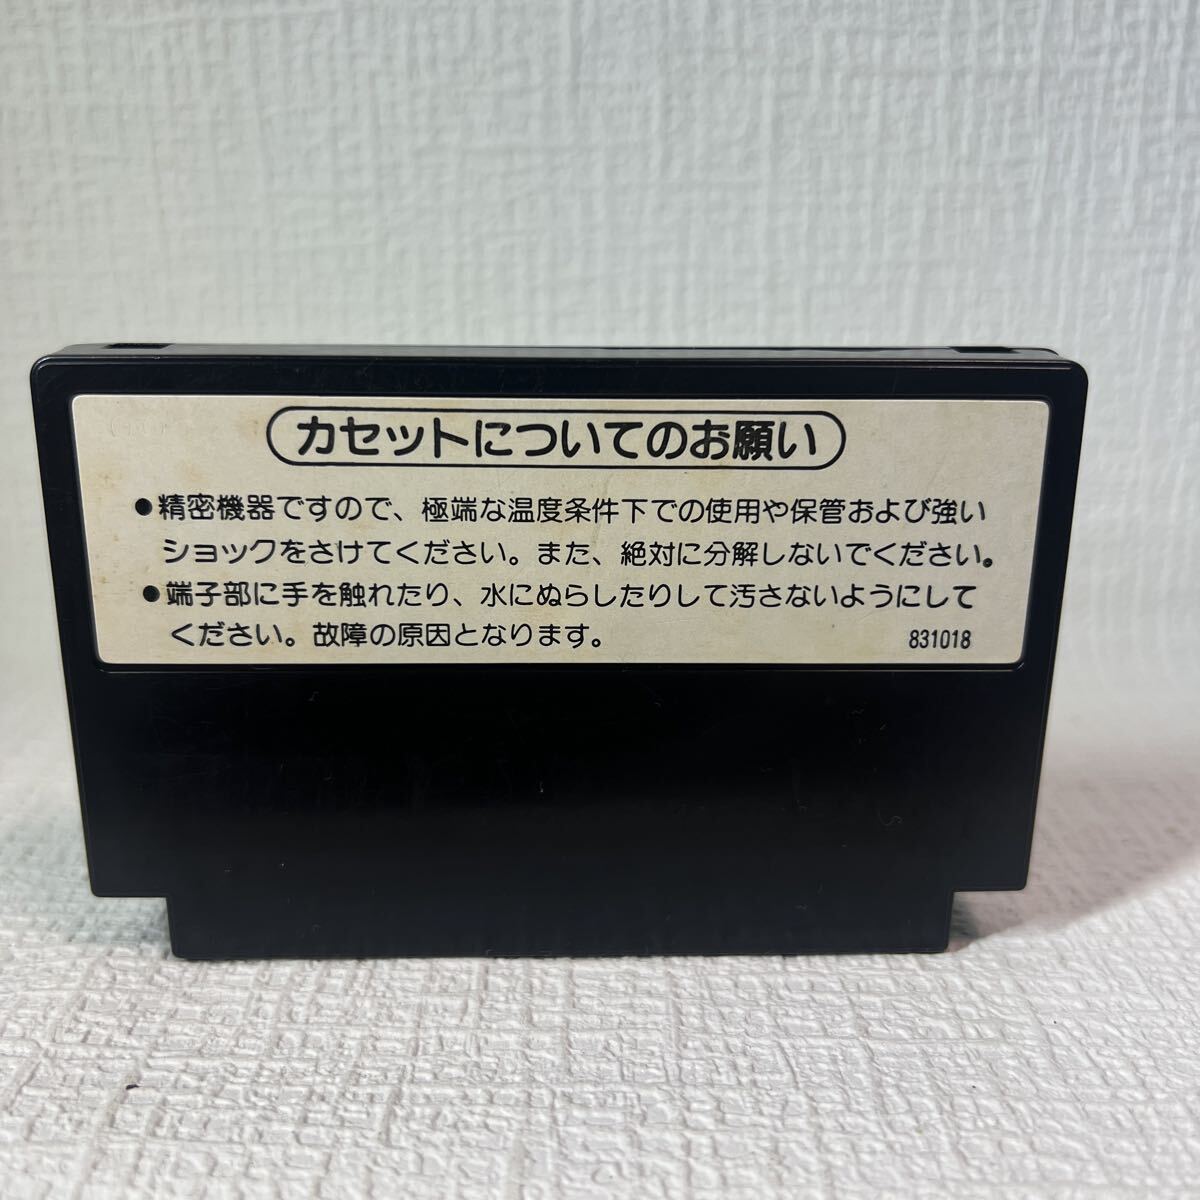 カセットについてのお願い
●精密機器ですので、極端な温度条件下での使用や保管および強い
ショックをさけてください。また、絶対に分解しないでください。
●端子部に手を触れたり、水にぬらしたりして汚さないようにして
ください。故障の原因となります。
831018